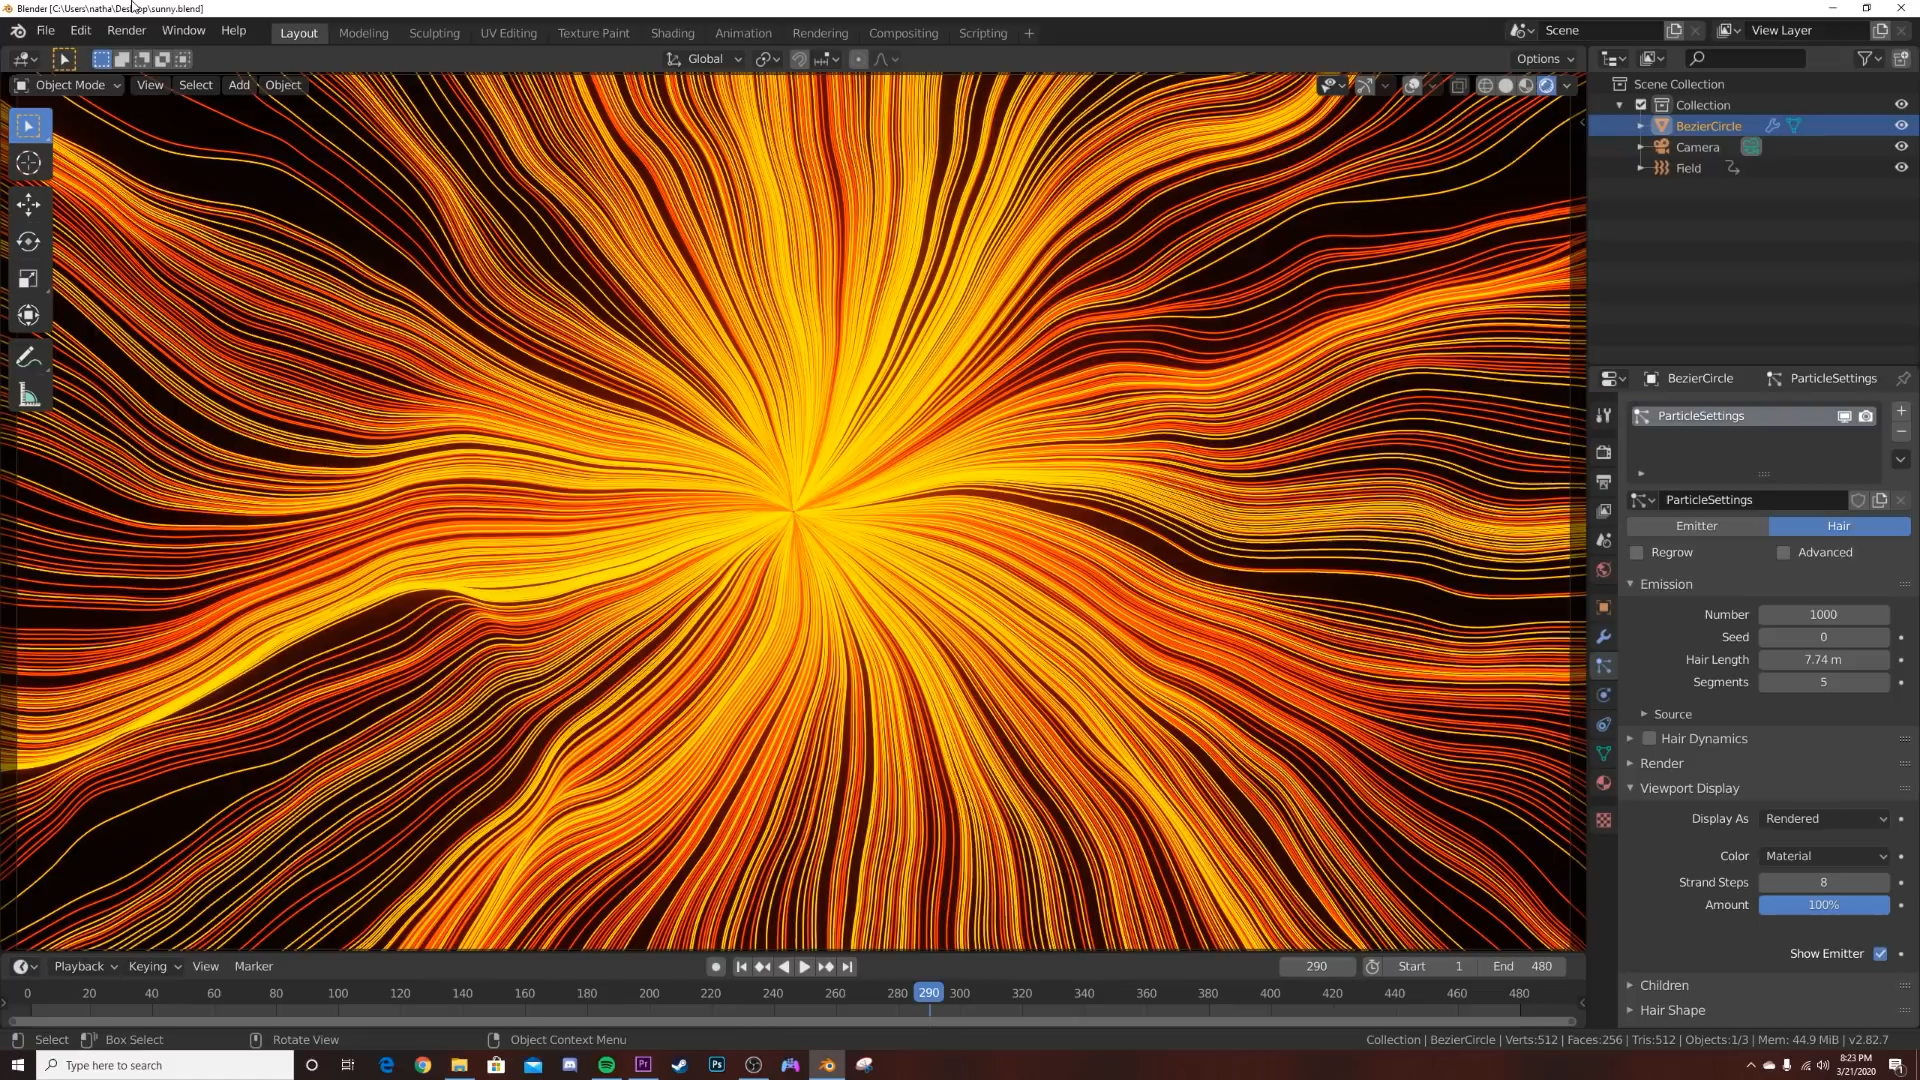 Blender [C:\Users\natha\Desktop\sunny.blend]
File Edit Render Window Help Layout Modeling Sculpting UV Editing Texture Paint Shading Animation Rendering Compositing Scripting + Scene View Layer
Global Options
Object Mode View Select Add Object
Scene Collection
Collection
BezierCircle
Camera
Field
BezierCircle ParticleSettings
ParticleSettings
ParticleSettings
Emitter Hair
Regrow Advanced
Emission
Number 1000
Seed 0
Hair Length 7.74 m
Segments 5
Source
Hair Dynamics
Render
Viewport Display
Display As Rendered
Color Material
Strand Steps 8
Amount 100%
Show Emitter
Children
Hair Shape
Playback Keying View Marker 290 Start 1 End 480
0 20 40 60 80 100 120 140 160 180 200 220 240 260 280 290 300 320 340 360 380 400 420 440 460 480
Select Box Select Rotate View Object Context Menu Collection | BezierCircle | Verts:512 | Faces:256 | Tris:512 | Objects:1/3 | Mem: 44.9 MiB | v2.82.7
Type here to search
8:23 PM
3/21/2020